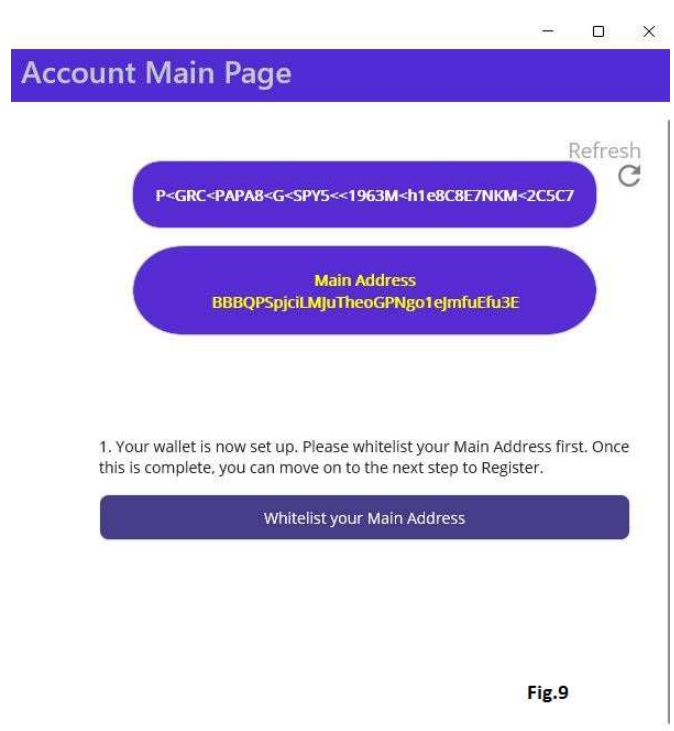 Account Main Page
Refresh
P<GRC<PAPA8<G<SPY5<<1963M<h1e8C8E7NKM<2C5C7
Main Address
BBBQPSpjciLMJuTheoGPNgo1eJmfuEfu3E
1. Your wallet is now set up. Please whitelist your Main Address first. Once
this is complete, you can move on to the next step to Register.
Whitelist your Main Address
Fig.9